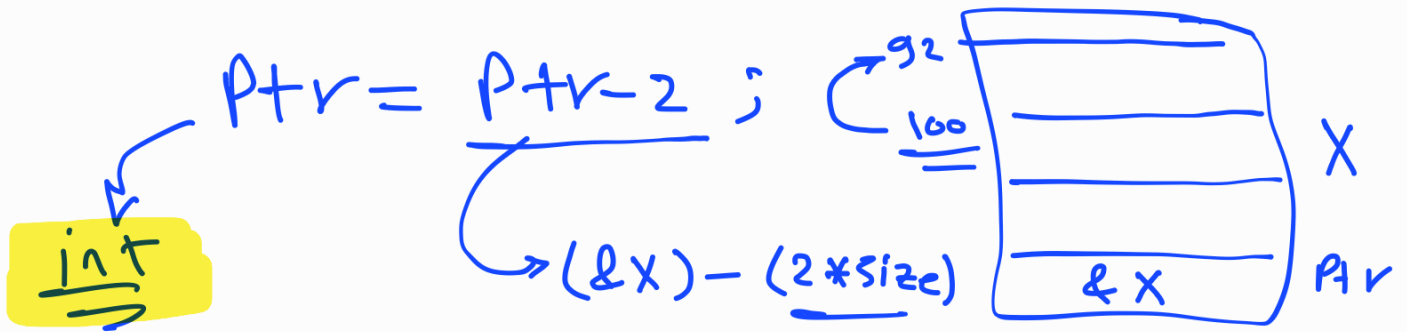 92
Ptr = Ptr-2 ;
100
X
int
(&X) - (2*size)
&X
Ptr